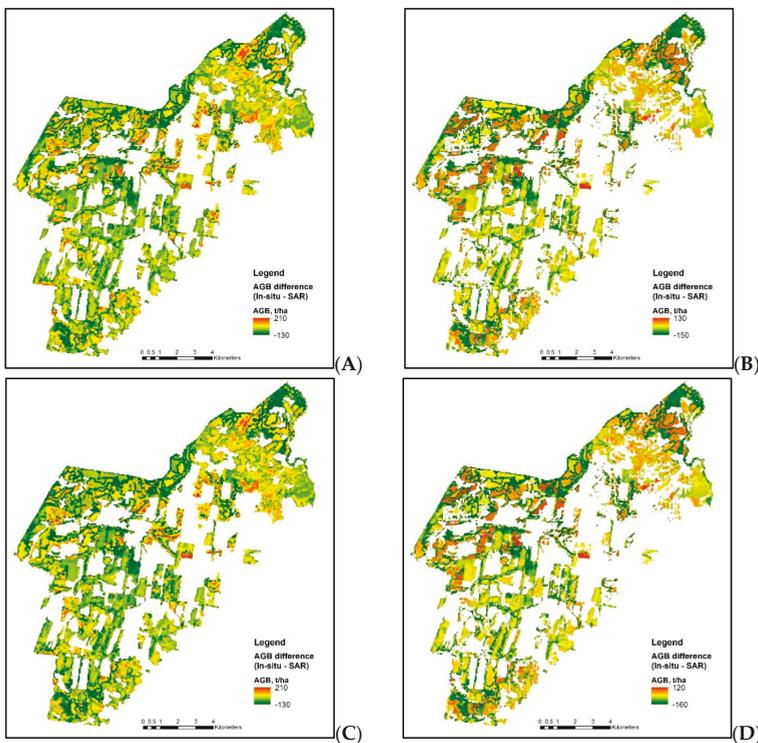 Legend
AGB difference
(In-situ - SAR)
AGB, t/ha
210
-130
0 0.5 1 2 3 4
Kilometers
(A)
Legend
AGB difference
(In-situ - SAR)
AGB, t/ha
130
-150
0 0.5 1 2 3 4
Kilometers
(B)
Legend
AGB difference
(In-situ - SAR)
AGB, t/ha
210
-130
0 0.5 1 2 3 4
Kilometers
(C)
Legend
AGB difference
(In-situ - SAR)
AGB, t/ha
120
-160
0 0.5 1 2 3 4
Kilometers
(D)